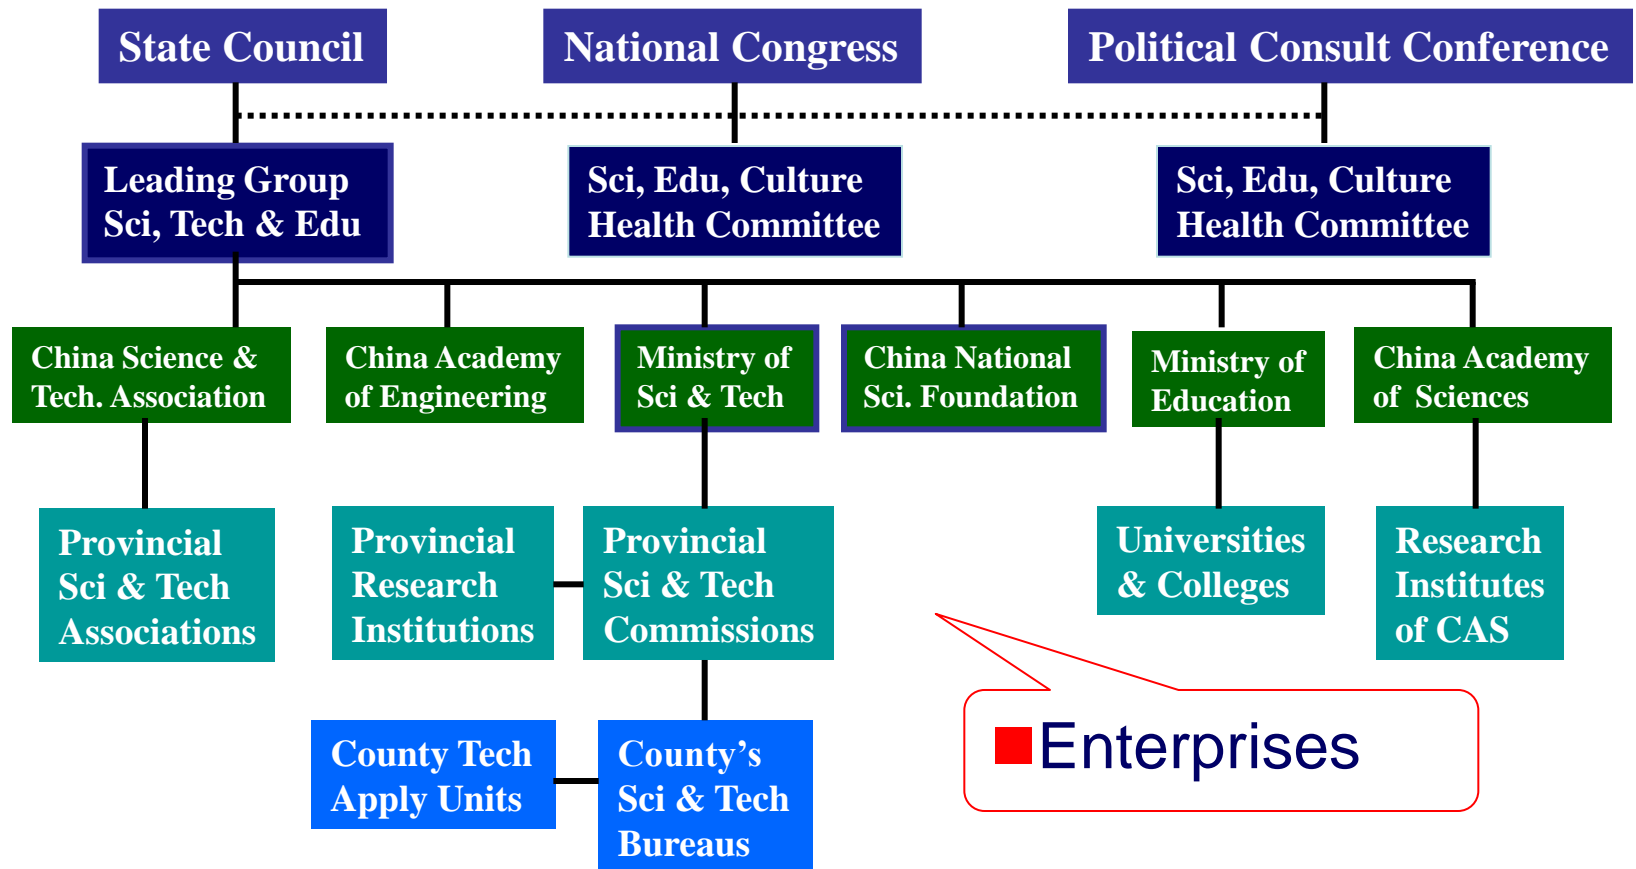 State Council
National Congress
Political Consult Conference
Leading Group
Sci, Tech & Edu
Sci, Edu, Culture
Health Committee
Sci, Edu, Culture
Health Committee
China Science &
Tech. Association
China Academy
of Engineering
Ministry of
Sci & Tech
China National
Sci. Foundation
Ministry of
Education
China Academy
of Sciences
Provincial
Sci & Tech
Associations
Provincial
Research
Institutions
Provincial
Sci & Tech
Commissions
Universities
& Colleges
Research
Institutes
of CAS
Enterprises
County Tech
Apply Units
County’s
Sci & Tech
Bureaus